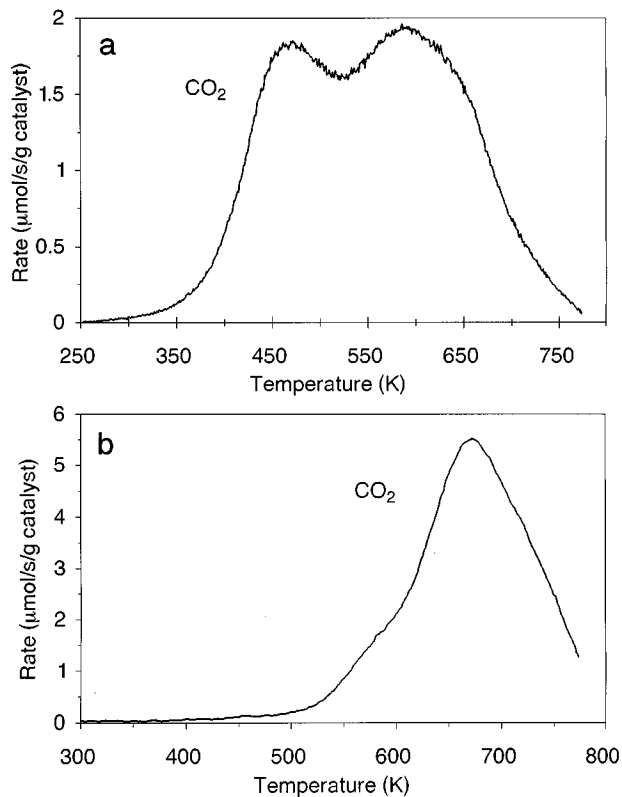 a
CO2
Rate (μmol/s/g catalyst)
2
1.5
1
0.5
0
250 350 450 550 650 750
Temperature (K)
b
CO2
Rate (μmol/s/g catalyst)
6
5
4
3
2
1
0
300 400 500 600 700 800
Temperature (K)